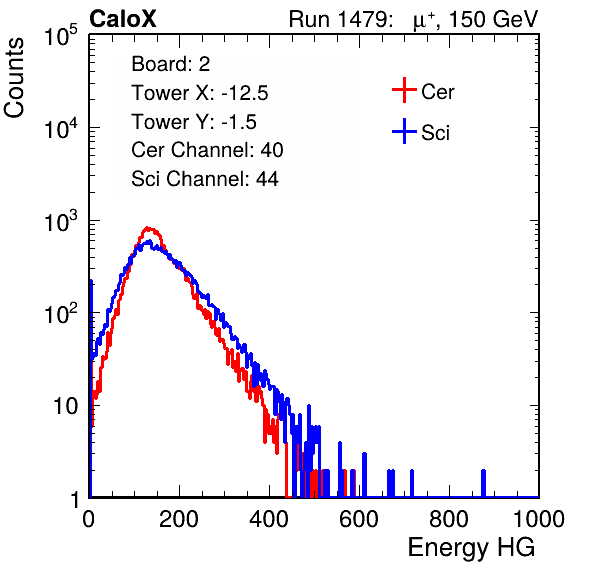 CaloX Run 1479: μ⁺, 150 GeV
Counts
Board: 2
Tower X: -12.5
Tower Y: -1.5
Cer Channel: 40
Sci Channel: 44
Cer
Sci
10⁵
10⁴
10³
10²
10
1
0 200 400 600 800 1000
Energy HG